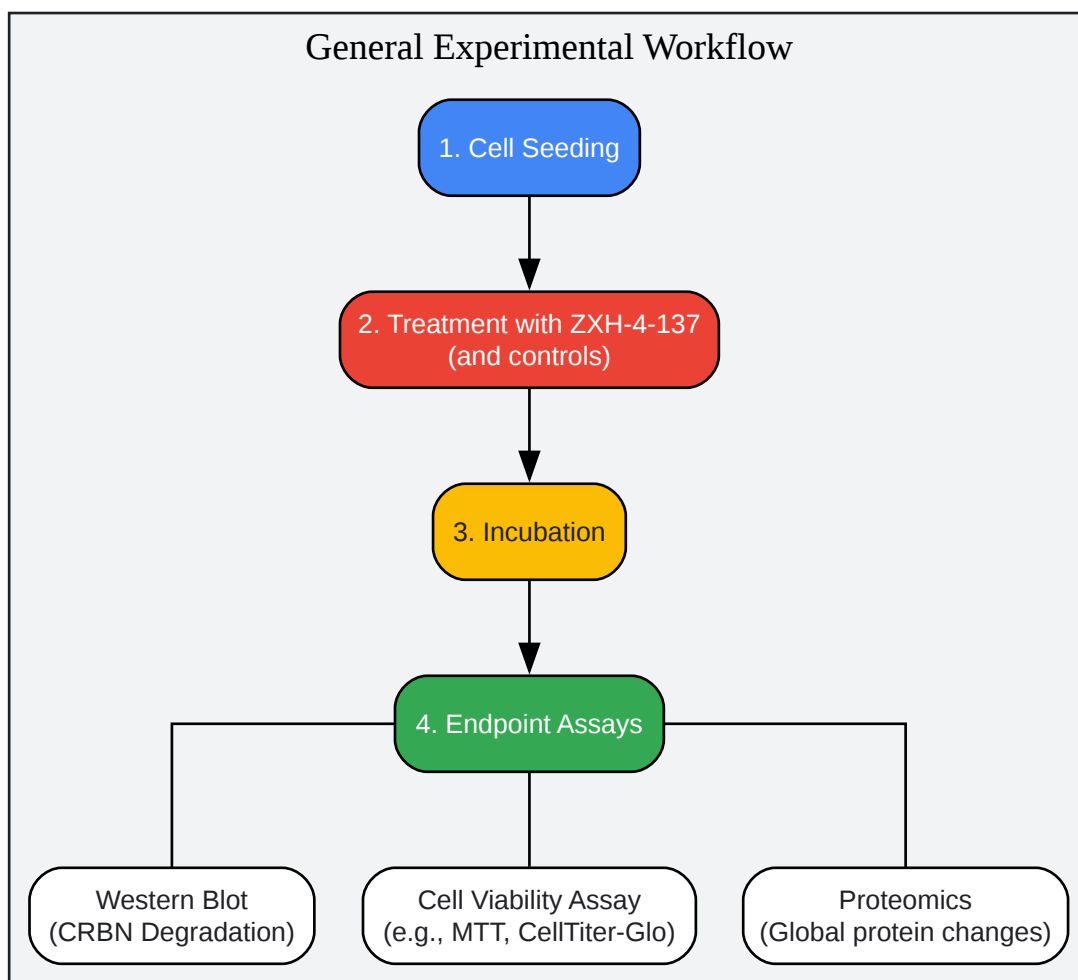 General Experimental Workflow
1. Cell Seeding
2. Treatment with ZXH-4-137
(and controls)
3. Incubation
4. Endpoint Assays
Western Blot
(CRBN Degradation)
Cell Viability Assay
(e.g., MTT, CellTiter-Glo)
Proteomics
(Global protein changes)